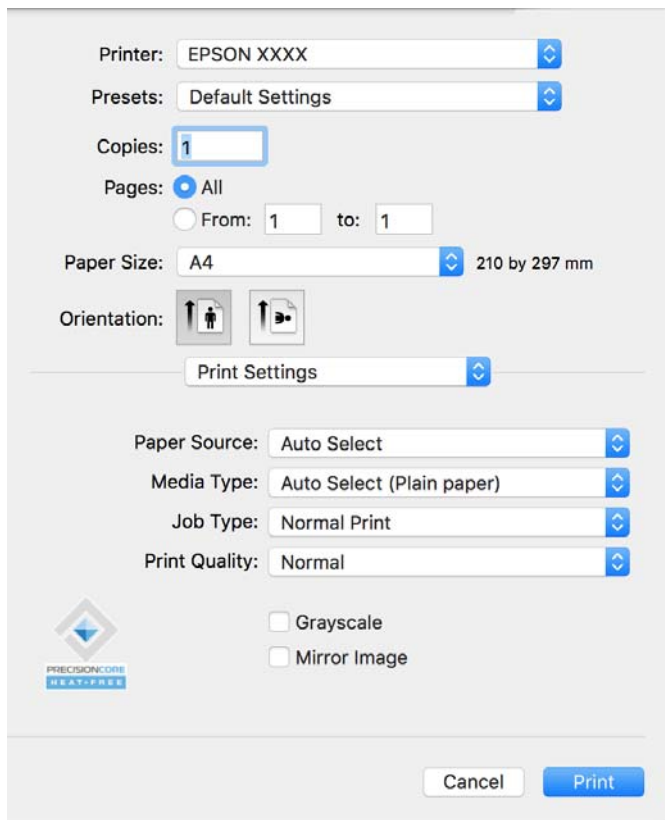 Printer: EPSON XXXX
Presets: Default Settings
Copies: 1
Pages: All
From: 1 to: 1
Paper Size: A4 210 by 297 mm
Orientation:
Print Settings
Paper Source: Auto Select
Media Type: Auto Select (Plain paper)
Job Type: Normal Print
Print Quality: Normal
Grayscale
Mirror Image
PRECISIONCORE
HEAT-FREE
Cancel Print